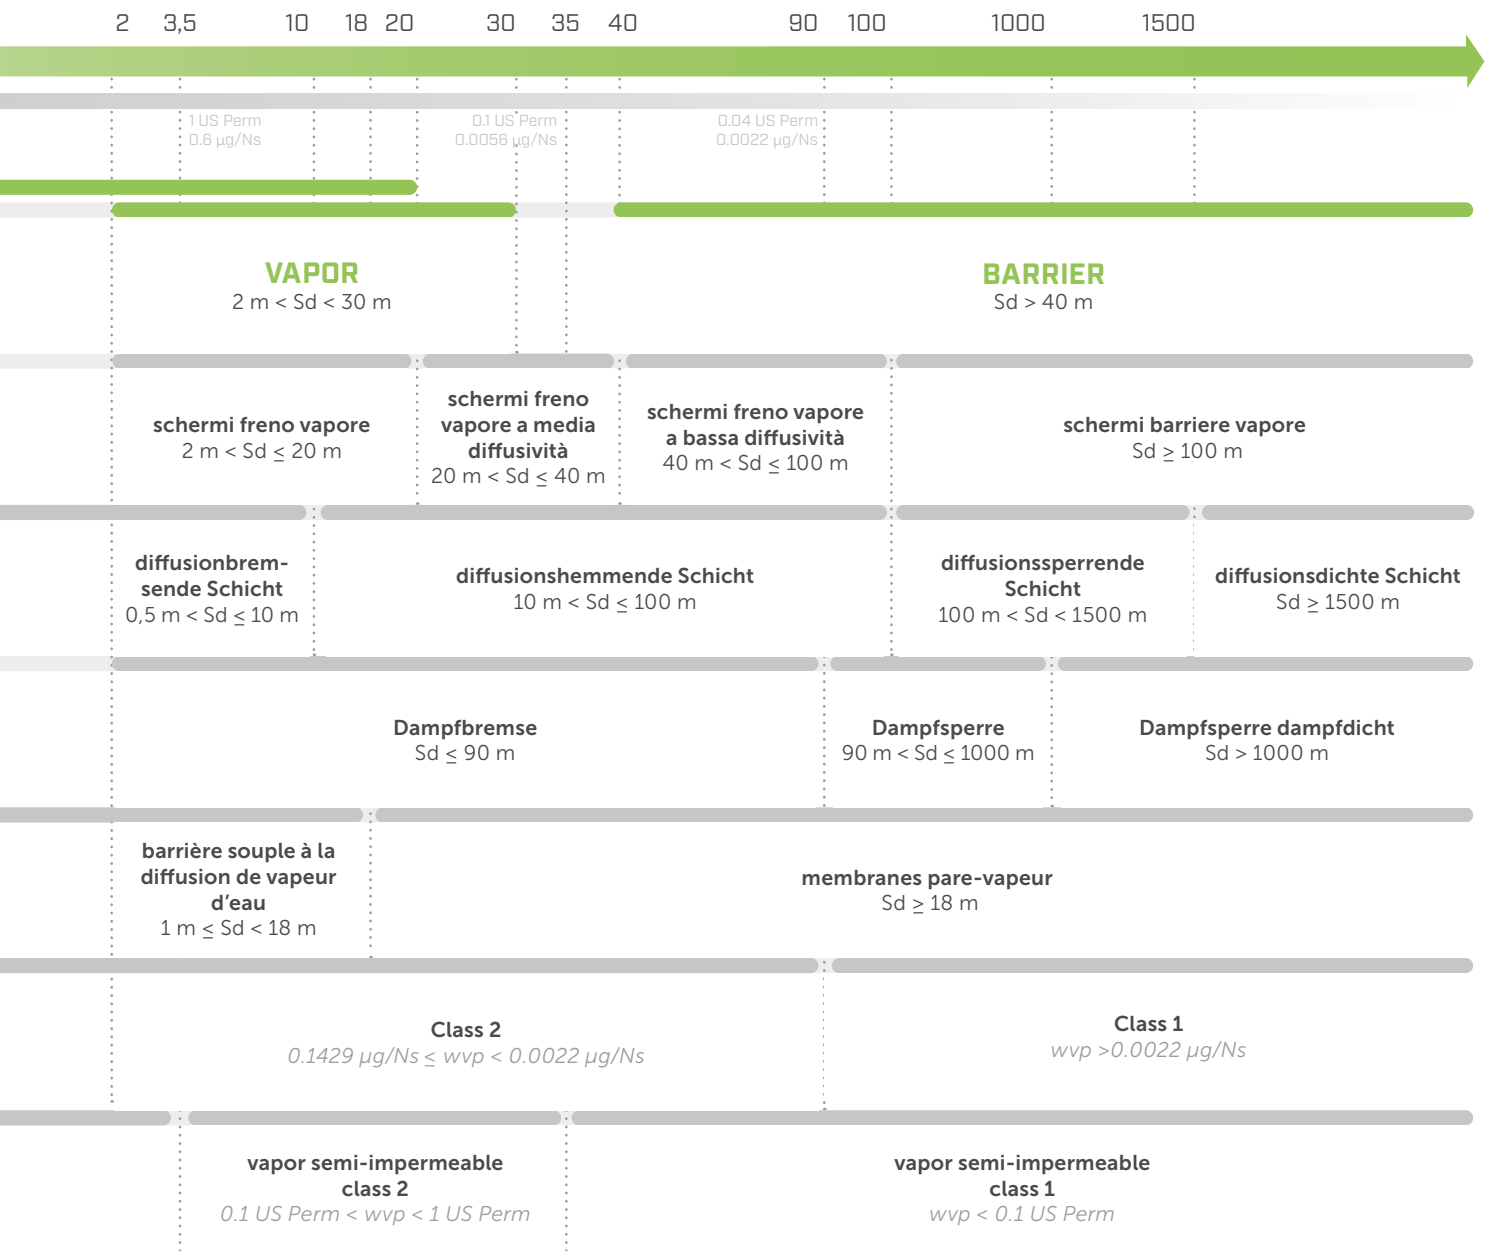 2 3,5 10 18 20 30 35 40 90 100 1000 1500
1 US Perm
0.6 µg/Ns
0.1 US Perm
0.0056 µg/Ns
0.04 US Perm
0.0022 µg/Ns
VAPOR
2 m < Sd < 30 m
BARRIER
Sd > 40 m
schermi freno vapore
2 m < Sd ≤ 20 m
schermi freno
vapore a media
diffusività
20 m < Sd ≤ 40 m
schermi freno vapore
a bassa diffusività
40 m < Sd ≤ 100 m
schermi barriere vapore
Sd ≥ 100 m
diffusionbrem-
sende Schicht
0,5 m < Sd ≤ 10 m
diffusionshemmende Schicht
10 m < Sd ≤ 100 m
diffusionssperrende
Schicht
100 m < Sd < 1500 m
diffusionsdichte Schicht
Sd ≥ 1500 m
Dampfbremse
Sd ≤ 90 m
Dampfsperre
90 m < Sd ≤ 1000 m
Dampfsperre dampfdicht
Sd > 1000 m
barrière souple à la
diffusion de vapeur
d'eau
1 m ≤ Sd < 18 m
membranes pare-vapeur
Sd ≥ 18 m
Class 2
0.1429 µg/Ns ≤ wvp < 0.0022 µg/Ns
Class 1
wvp >0.0022 µg/Ns
vapor semi-impermeable
class 2
0.1 US Perm < wvp < 1 US Perm
vapor semi-impermeable
class 1
wvp < 0.1 US Perm